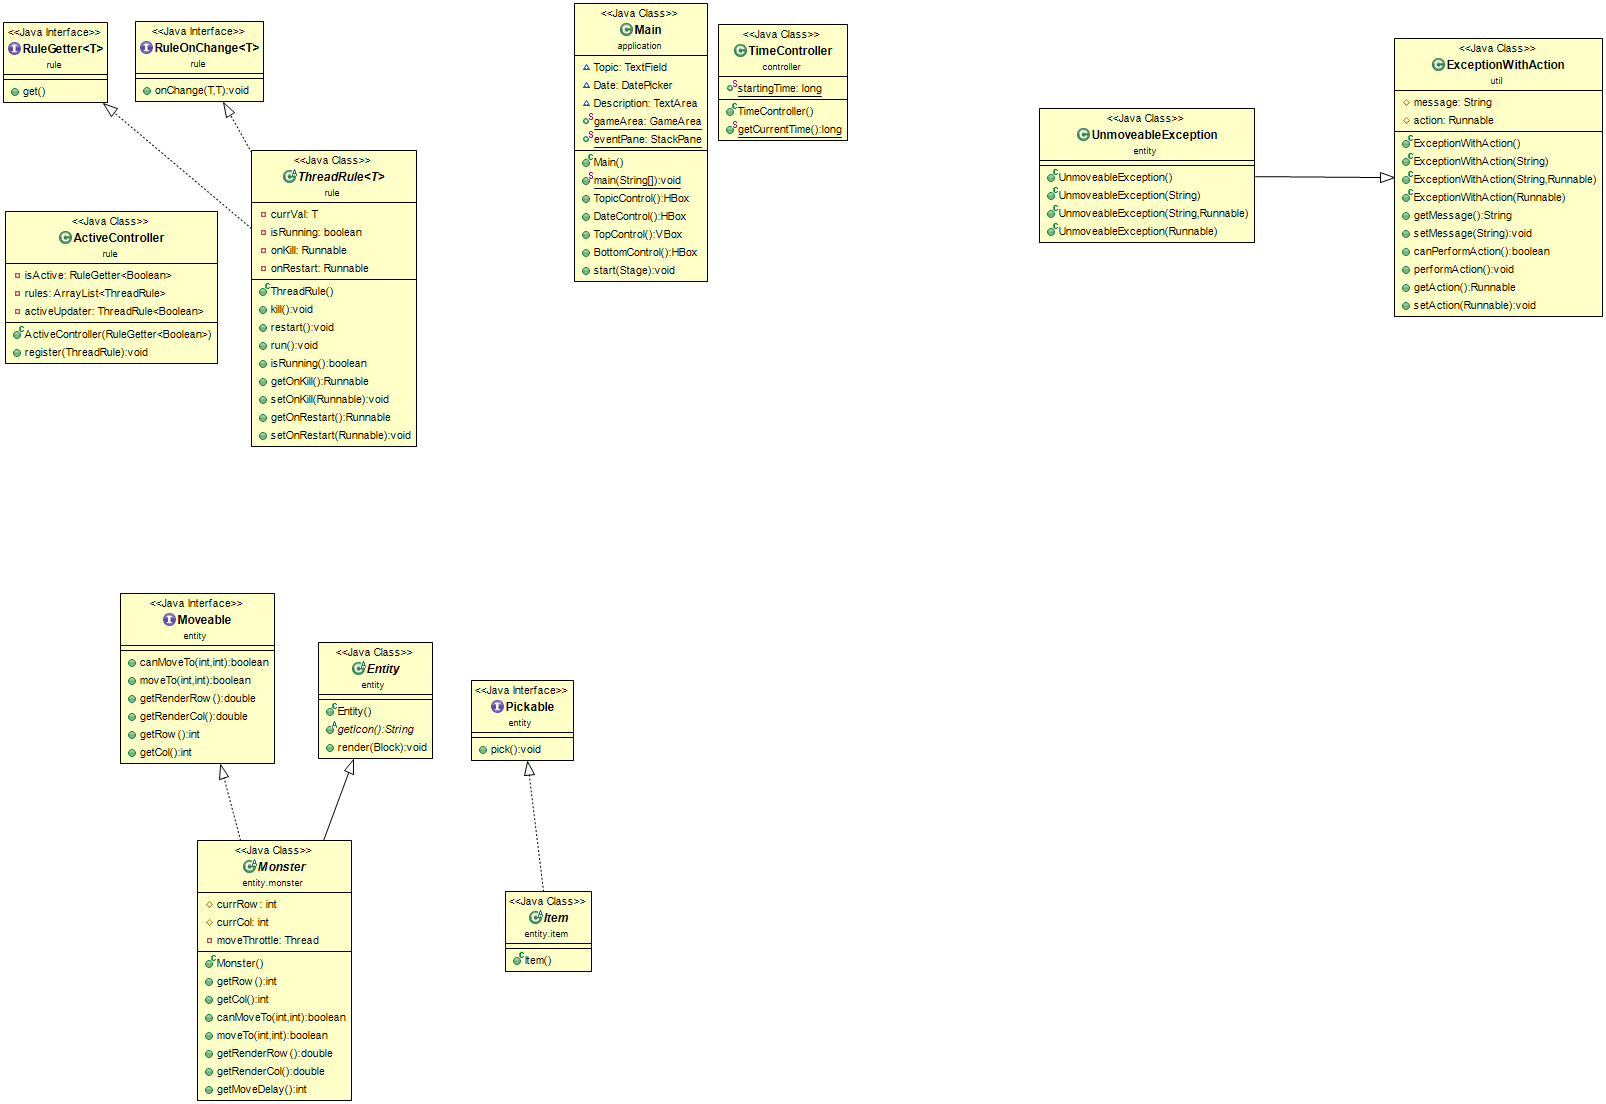 <<Java Interface>>
RuleGetter<T>
rule
get()
<<Java Interface>>
RuleOnChange<T>
rule
onChange(T,T):void
<<Java Class>>
ThreadRule<T>
rule
currVal: T
isRunning: boolean
onKill: Runnable
onRestart: Runnable
ThreadRule()
kill():void
restart():void
run():void
isRunning():boolean
getOnKill():Runnable
setOnKill(Runnable):void
getOnRestart():Runnable
setOnRestart(Runnable):void
<<Java Class>>
ActiveController
rule
isActive: RuleGetter<Boolean>
rules: ArrayList<ThreadRule>
activeUpdater: ThreadRule<Boolean>
ActiveController(RuleGetter<Boolean>)
register(ThreadRule):void
<<Java Class>>
Main
application
Topic: TextField
Date: DatePicker
Description: TextArea
gameArea: GameArea
eventPane: StackPane
Main()
main(String[]):void
TopicControl():HBox
DateControl():HBox
TopControl():VBox
BottomControl():HBox
start(Stage):void
<<Java Class>>
TimeController
controller
startingTime: long
TimeController()
getCurrentTime():long
<<Java Class>>
UnmoveableException
entity
UnmoveableException()
UnmoveableException(String)
UnmoveableException(String,Runnable)
UnmoveableException(Runnable)
<<Java Class>>
ExceptionWithAction
util
message: String
action: Runnable
ExceptionWithAction()
ExceptionWithAction(String)
ExceptionWithAction(String,Runnable)
ExceptionWithAction(Runnable)
getMessage():String
setMessage(String):void
canPerformAction():boolean
performAction():void
getAction():Runnable
setAction(Runnable):void
<<Java Interface>>
Moveable
entity
canMoveTo(int,int):boolean
moveTo(int,int):boolean
getRenderRow():double
getRenderCol():double
getRow():int
getCol():int
<<Java Class>>
Entity
entity
Entity()
getIcon():String
render(Block):void
<<Java Interface>>
Pickable
entity
pick():void
<<Java Class>>
Monster
entity.monster
currRow: int
currCol: int
moveThrottle: Thread
Monster()
getRow():int
getCol():int
canMoveTo(int,int):boolean
moveTo(int,int):boolean
getRenderRow():double
getRenderCol():double
getMoveDelay():int
<<Java Class>>
Item
entity.item
Item()